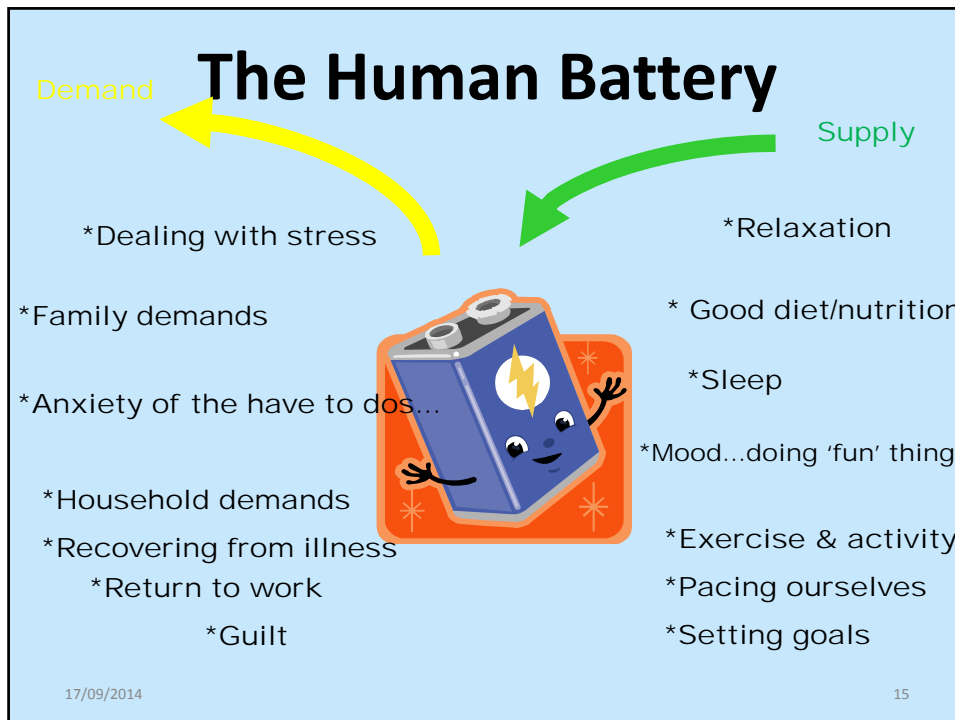 The Human Battery
Demand
Supply
*Dealing with stress
*Family demands
*Anxiety of the have to dos...
*Household demands
*Recovering from illness
*Return to work
*Guilt
*Relaxation
* Good diet/nutrition
*Sleep
*Mood...doing ‘fun’ thing
*Exercise & activity
*Pacing ourselves
*Setting goals
17/09/2014
15